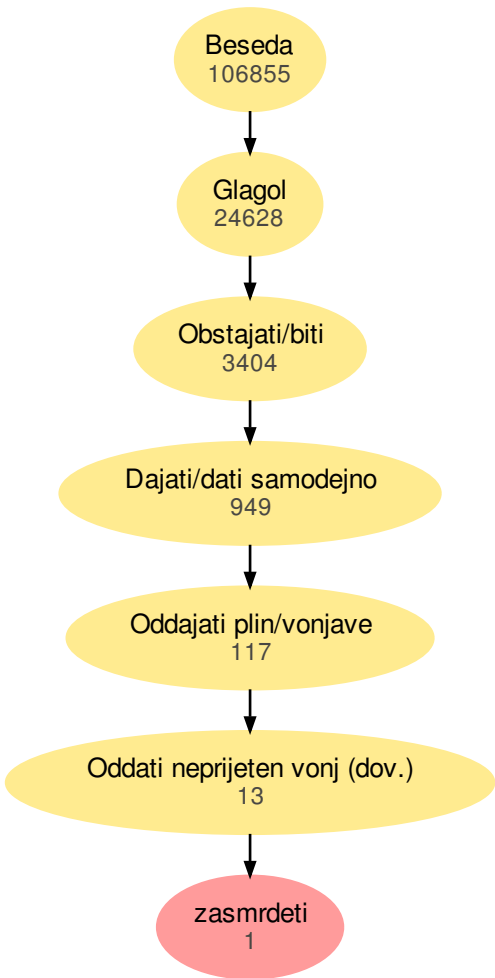 Beseda
106855
Glagol
24628
Obstajati/biti
3404
Dajati/dati samodejno
949
Oddajati plin/vonjave
117
Oddati neprijeten vonj (dov.)
13
zasmrdeti
1